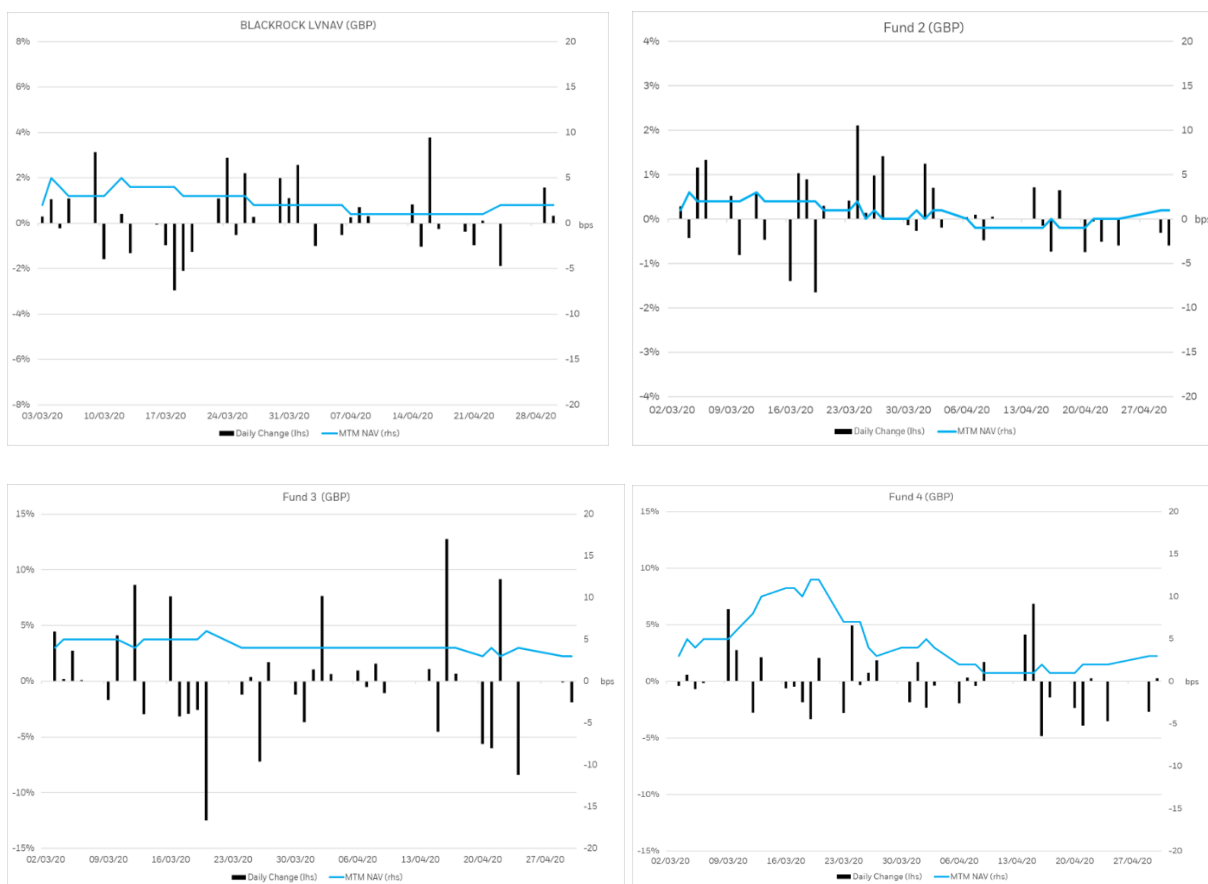 BLACKROCK LVNAV (GBP)
8% 20
6% 15
4% 10
2% 5
0% 0 bps
-2% -5
-4% -10
-6% -15
-8% -20
03/03/20 10/03/20 17/03/20 24/03/20 31/03/20 07/04/20 14/04/20 21/04/20 28/04/20
Daily Change (lhs) MTM NAV (rhs)
Fund 2 (GBP)
4% 20
3% 15
2% 10
1% 5
0% 0 bps
-1% -5
-2% -10
-3% -15
-4% -20
02/03/20 09/03/20 16/03/20 23/03/20 30/03/20 06/04/20 13/04/20 20/04/20 27/04/20
Daily Change (lhs) MTM NAV (rhs)
Fund 3 (GBP)
15% 20
15
10% 10
5% 5
0% 0 bps
-5% -5
-10
-10% -15
-15% -20
02/03/20 09/03/20 16/03/20 23/03/20 30/03/20 06/04/20 13/04/20 20/04/20 27/04/20
Daily Change (lhs) MTM NAV (rhs)
Fund 4 (GBP)
15% 20
15
10% 10
5% 5
0% 0 bps
-5% -5
-10
-10% -15
-15% -20
02/03/20 09/03/20 16/03/20 23/03/20 30/03/20 06/04/20 13/04/20 20/04/20 27/04/20
Daily Change (lhs) MTM NAV (rhs)